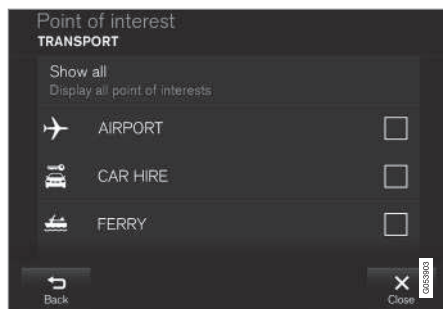 Point of interest
TRANSPORT
Show all
Display all point of interests
AIRPORT
CAR HIRE
FERRY
Back
Close
G053903